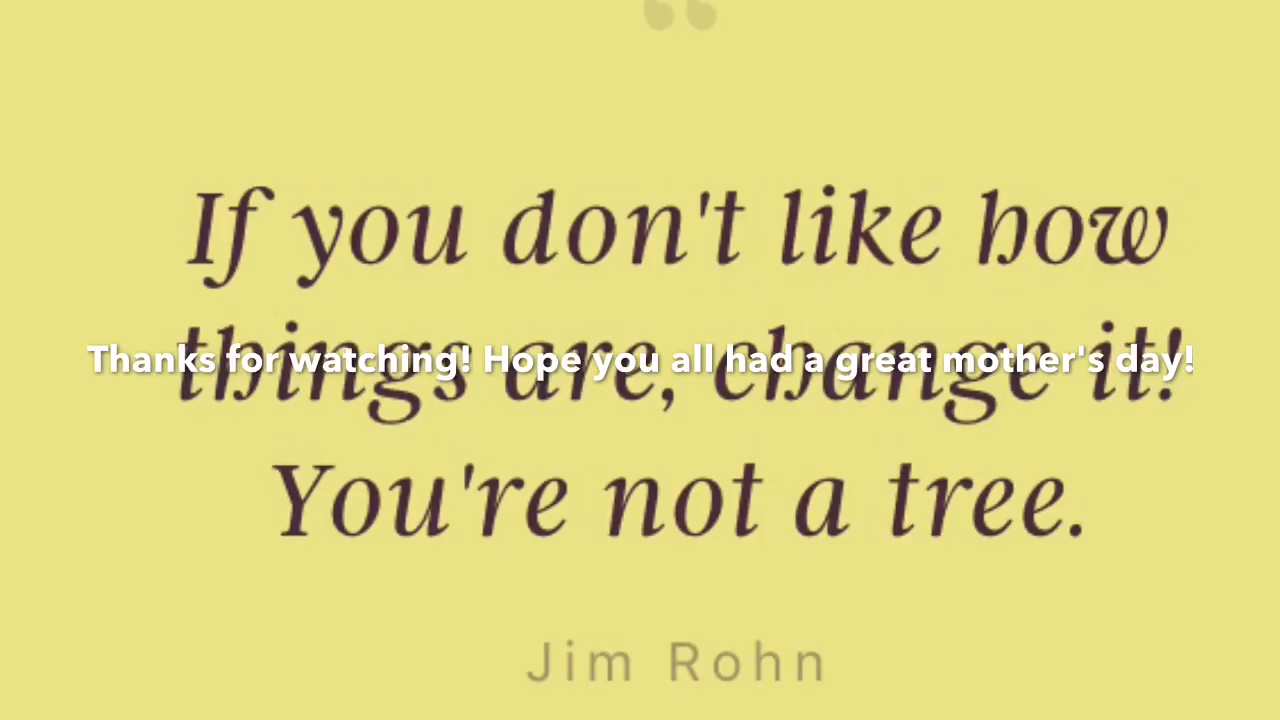 “
If you don't like how
things are, change it!
Thanks for watching! Hope you all had a great mother's day!
You're not a tree.
Jim Rohn